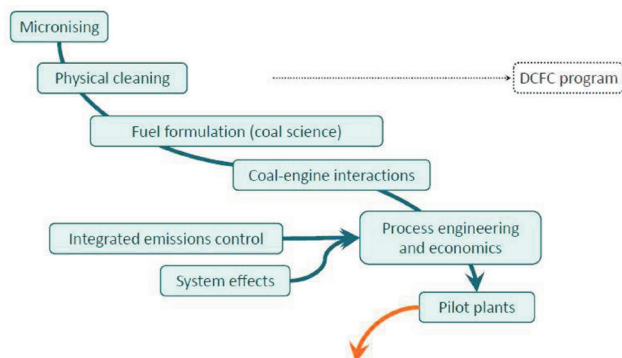 Micronising
Physical cleaning
DCFC program
Fuel formulation (coal science)
Coal-engine interactions
Integrated emissions control
Process engineering
and economics
System effects
Pilot plants